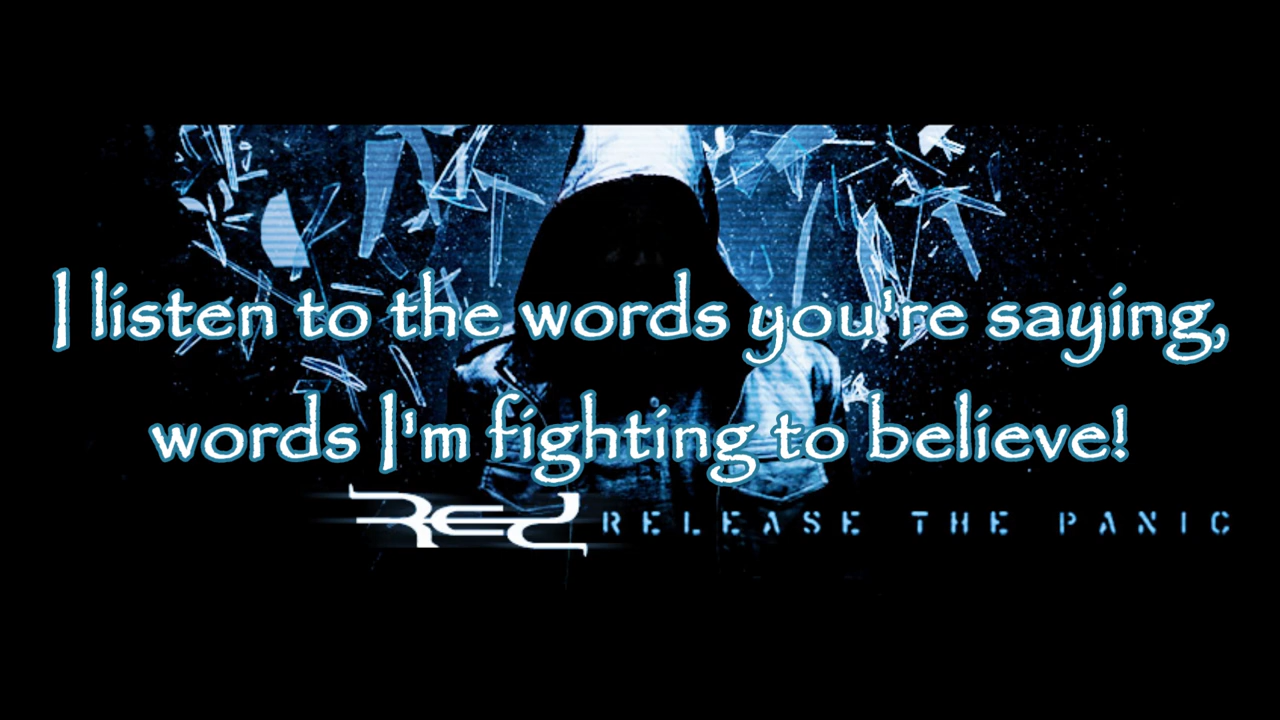 I listen to the words you're saying,
words I'm fighting to believe!
RED RELEASE THE PANIC